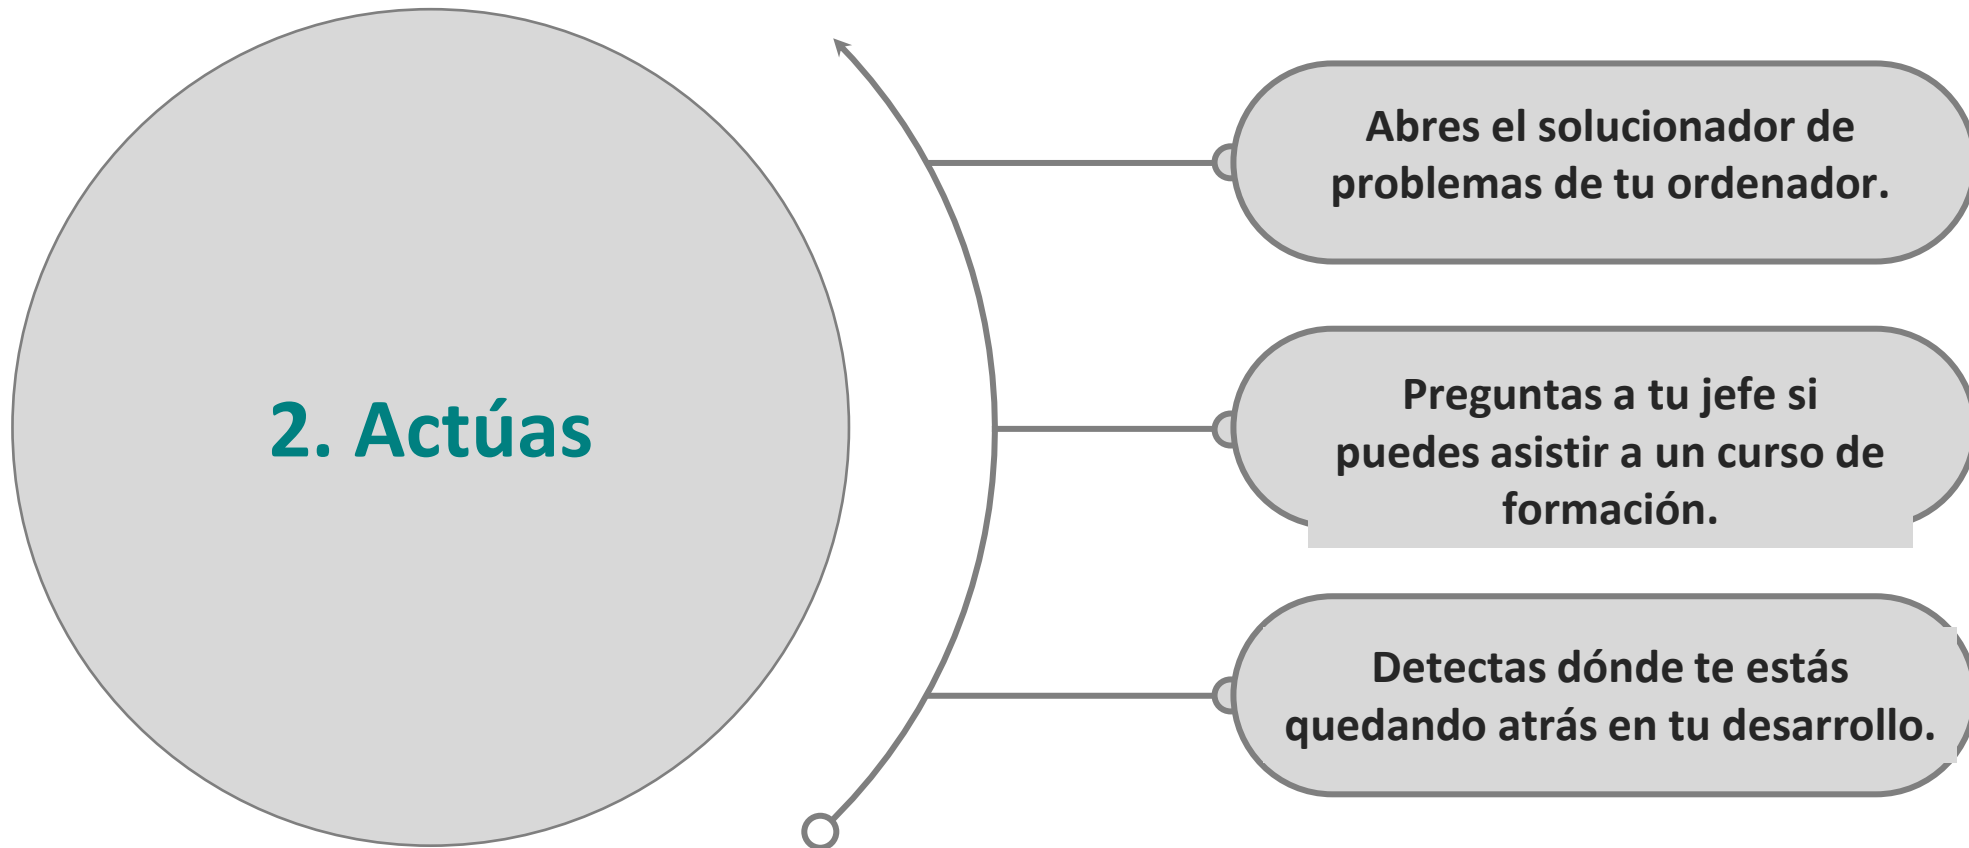 2. Actúas
Abres el solucionador de
problemas de tu ordenador.
Preguntas a tu jefe si
puedes asistir a un curso de
formación.
Detectas dónde te estás
quedando atrás en tu desarrollo.